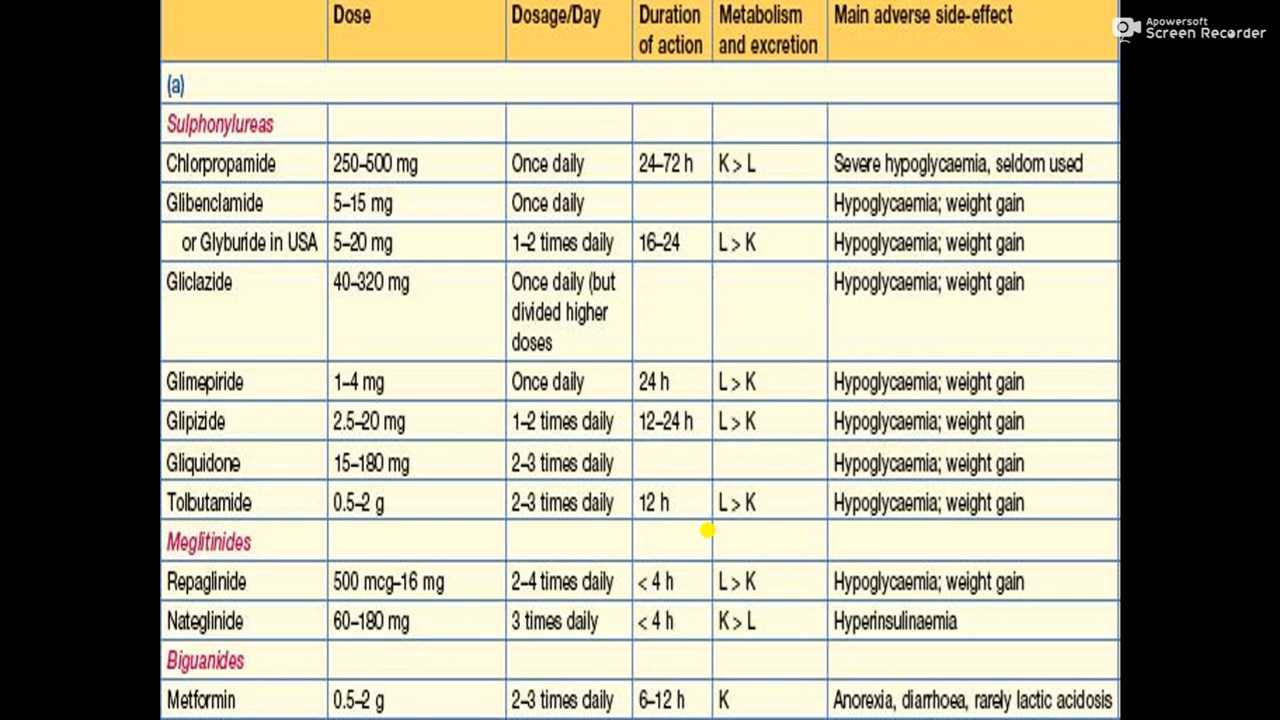 Dose Dosage/Day Duration of action Metabolism and excretion Main adverse side-effect
Apowersoft
Screen Recorder
(a)
Sulphonylureas
Chlorpropamide 250–500 mg Once daily 24–72 h K > L Severe hypoglycaemia, seldom used
Glibenclamide 5–15 mg Once daily Hypoglycaemia; weight gain
or Glyburide in USA 5–20 mg 1–2 times daily 16–24 L > K Hypoglycaemia; weight gain
Gliclazide 40–320 mg Once daily (but divided higher doses Hypoglycaemia; weight gain
Glimepiride 1–4 mg Once daily 24 h L > K Hypoglycaemia; weight gain
Glipizide 2.5–20 mg 1–2 times daily 12–24 h L > K Hypoglycaemia; weight gain
Gliquidone 15–180 mg 2–3 times daily Hypoglycaemia; weight gain
Tolbutamide 0.5–2 g 2–3 times daily 12 h L > K Hypoglycaemia; weight gain
Meglitinides
Repaglinide 500 mcg–16 mg 2–4 times daily < 4 h L > K Hypoglycaemia; weight gain
Nateglinide 60–180 mg 3 times daily < 4 h K > L Hyperinsulinaemia
Biguanides
Metformin 0.5–2 g 2–3 times daily 6–12 h K Anorexia, diarrhoea, rarely lactic acidosis